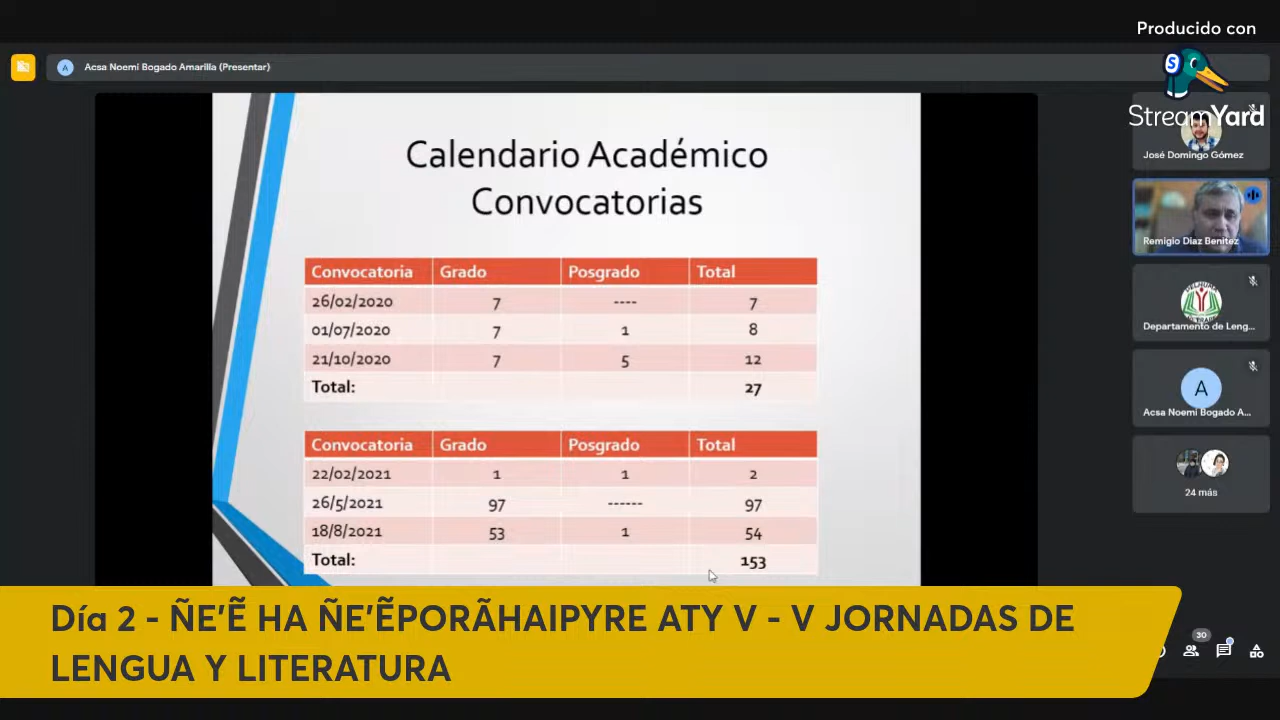 Producido con
StreamYard
A
Acsa Noemi Bogado Amarilla (Presentar)
Calendario Académico
Convocatorias
Convocatoria Grado Posgrado Total
26/02/2020 7 ---- 7
01/07/2020 7 1 8
21/10/2020 7 5 12
Total: 27
Convocatoria Grado Posgrado Total
22/02/2021 1 1 2
26/5/2021 97 ------ 97
18/8/2021 53 1 54
Total: 153
José Domingo Gómez
Remigio Diaz Benitez
Departamento de Leng...
A
Acsa Noemi Bogado A...
24 más
30
Día 2 - ÑE'Ẽ HA ÑE'ẼPORÃHAIPYRE ATY V - V JORNADAS DE
LENGUA Y LITERATURA